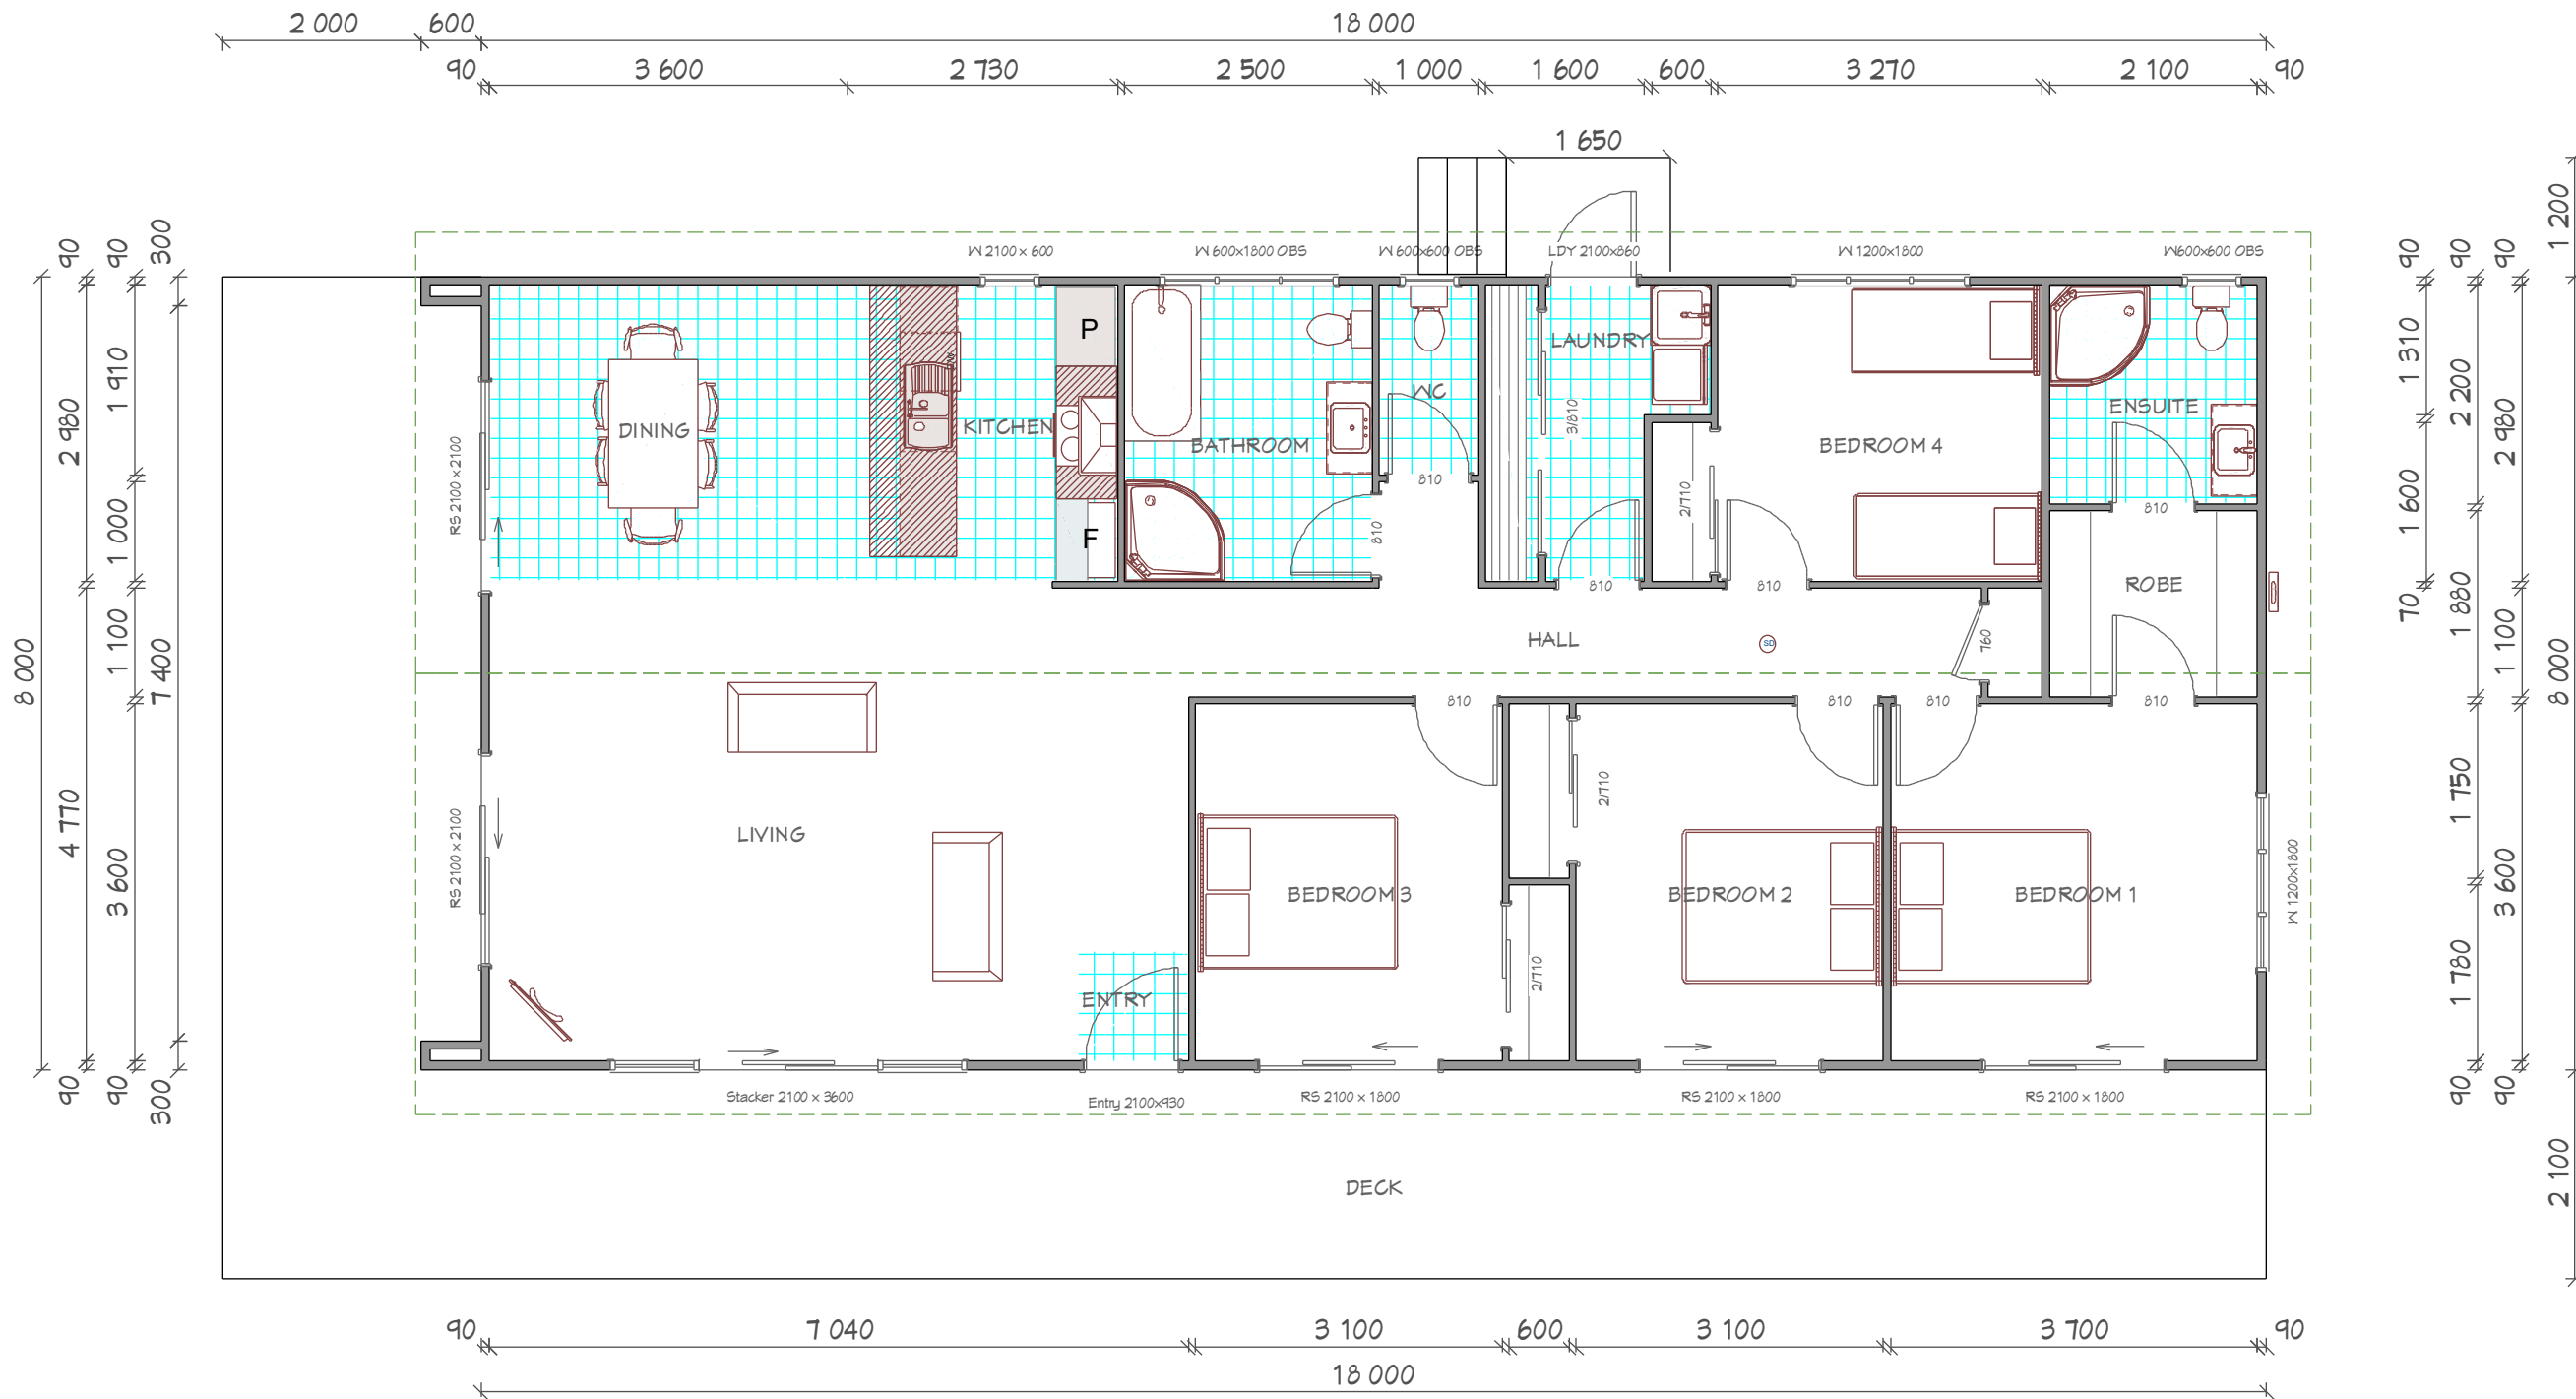 2 000 600 18 000
90 3 600 2 730 2 500 1 000 1 600 600 3 270 2 100 90
1 650
W 2100 x 600 W 600x1800 OBS W 600x600 OBS LDY 2100x860 W 1200x1800 W600x600 OBS
P
LAUNDRY
WC
3/810
ENSUITE
DINING
KITCHEN
BATHROOM
BEDROOM 4
RS 2100 x 2100
810
2/710
810
810
F
810
810
ROBE
HALL
SD
760
810
810
810
810
2/710
LIVING
RS 2100 x 2100
W 1200x1800
BEDROOM 3
BEDROOM 2
BEDROOM 1
2/710
ENTRY
Stacker 2100 x 3600
Entry 2100x930
RS 2100 x 1800
RS 2100 x 1800
RS 2100 x 1800
DECK
8 000
90
2 980
4 770
90
90
1 910
1 000
1 100
3 600
90
300
7 400
300
90
1 310
1 600
70
90
2 200
1 880
1 750
1 780
90
90
2 980
1 100
3 600
90
1 200
8 000
2 100
90 7 040 3 100 600 3 100 3 700 90
18 000